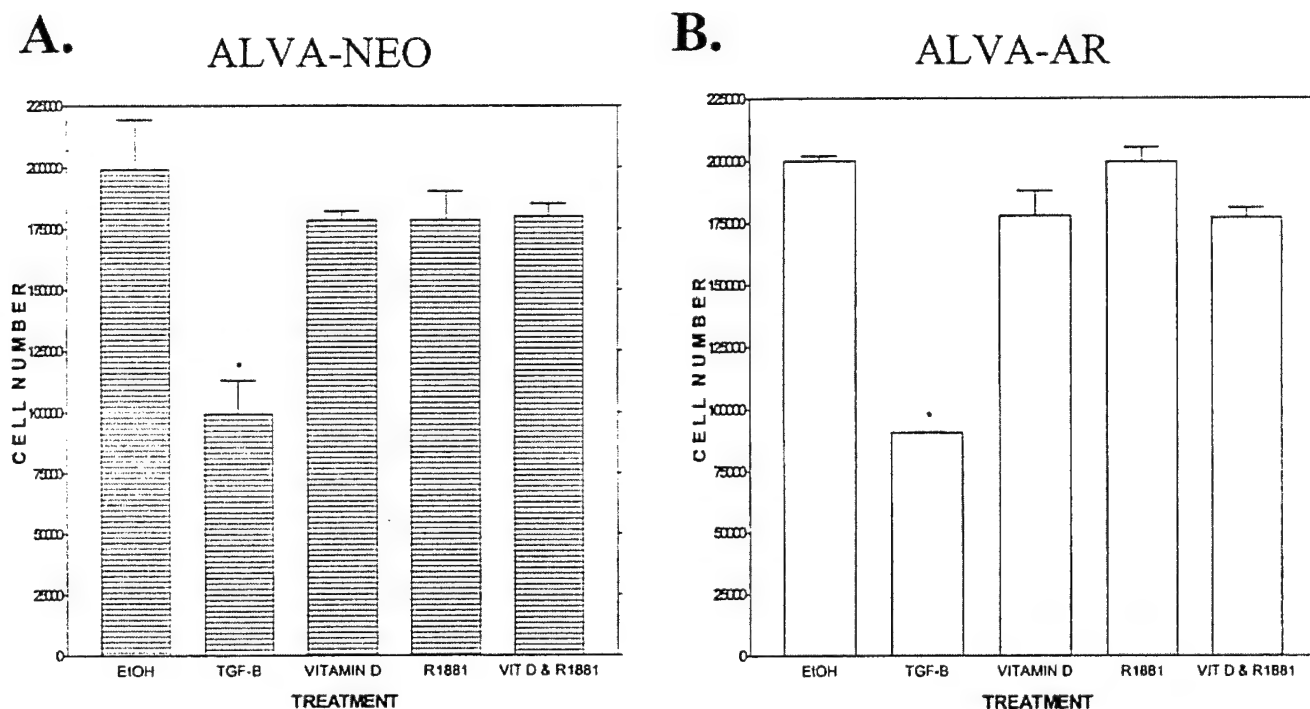 A.
ALVA-NEO
CELL NUMBER
225000
200000
175000
150000
125000
100000
75000
50000
25000
0
EtOH
TGF-B
VITAMIN D
R1881
VIT D & R1881
TREATMENT
B.
ALVA-AR
CELL NUMBER
225000
200000
175000
150000
125000
100000
75000
50000
25000
0
EtOH
TGF-B
VITAMIN D
R1881
VIT D & R1881
TREATMENT